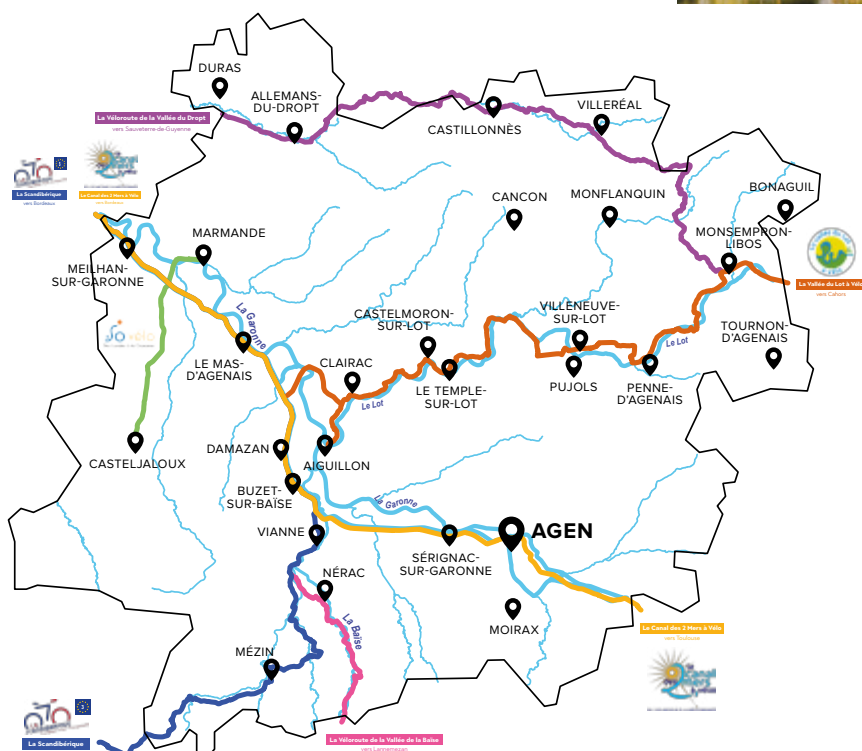 DURAS
ALLEMANS-
DU-DROPT
La Véloroute de la Vallée du Dropt
vers Sauveterre-de-Guyenne
CASTILLONNÈS
VILLERÉAL
La Scandibérique
vers Bordeaux
Le Canal des 2 Mers à Vélo
CANCON
MONFLANQUIN
BONAGUIL
MARMANDE
MEILHAN-
SUR-GARONNE
MONSEMPRON-
LIBOS
La Vallée du Lot à Vélo
vers Cahors
La Garonne
CASTELMORON-
SUR-LOT
VILLENEUVE-
SUR-LOT
Le Lot
TOURNON-
D'AGENAIS
LE MAS-
D'AGENAIS
CLAIRAC
LE TEMPLE-
SUR-LOT
PUJOLS
PENNE-
D'AGENAIS
Le Lot
CASTELJALOUX
DAMAZAN
AIGUILLON
BUZET-
SUR-BAÏSE
La Garonne
VIANNE
AGEN
SÉRIGNAC-
SUR-GARONNE
NÉRAC
La Baïse
MOIRAX
Le Canal des 2 Mers à Vélo
vers Toulouse
MÉZIN
La Scandibérique
La Véloroute de la Vallée de la Baïse
vers Lannemezan